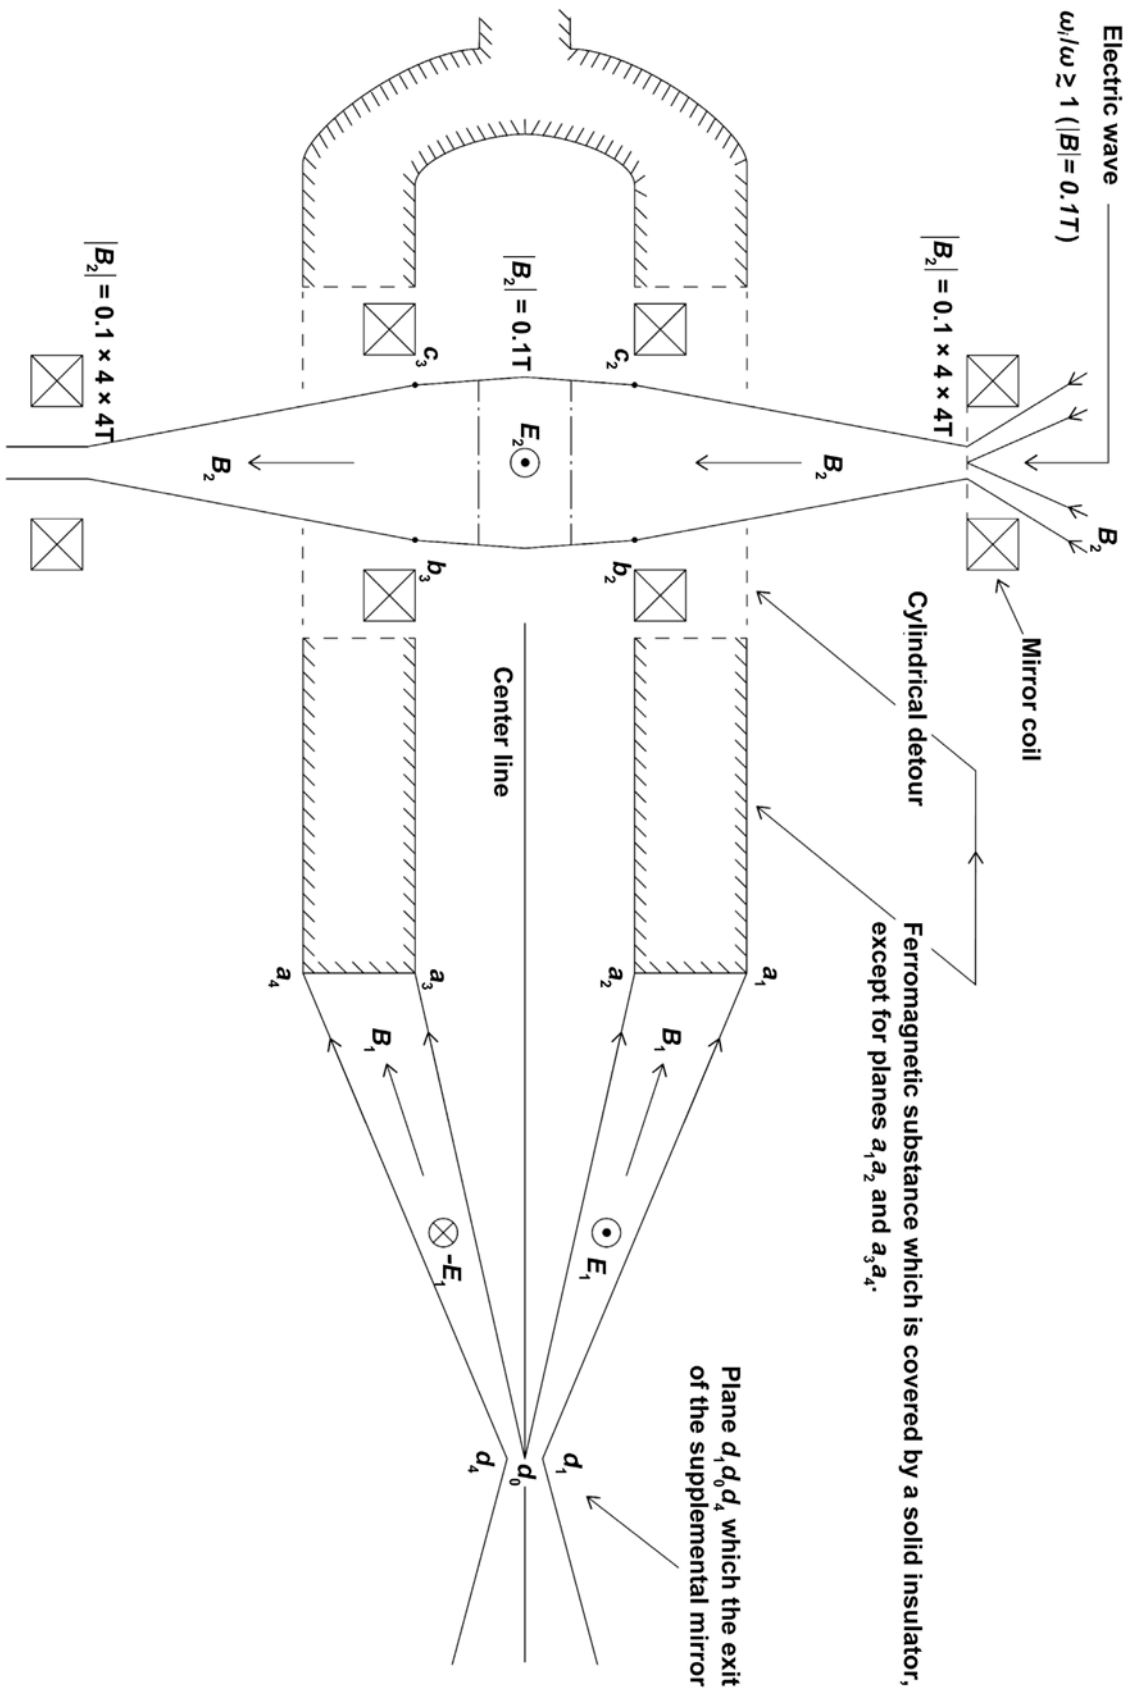 Electric wave
ω_i/ω ≳ 1 (|B| = 0.1T)
|B₂| = 0.1 × 4 × 4T
B₂
B₂
Mirror coil
|B₂| = 0.1T
c₂
b₂
E₂
c₃
b₃
|B₂| = 0.1 × 4 × 4T
B₂
Cylindrical detour
Center line
Ferromagnetic substance which is covered by a solid insulator,
except for planes a₁a₂ and a₃a₄.
a₁
a₂
a₃
a₄
B₁
B₁
E₁
-E₁
Plane d₁d₀d₄ which the exit
of the supplemental mirror
d₁
d₀
d₄